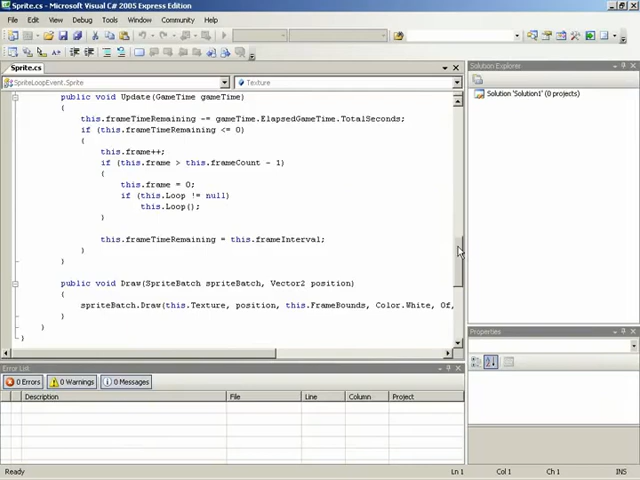 Sprite.cs - Microsoft Visual C# 2005 Express Edition
File Edit View Debug Tools Window Community Help
Sprite.cs
Solution Explorer
SpriteLoopEvent.Sprite Texture
Solution 'Solution1' (0 projects)
public void Update(GameTime gameTime)
{
this.frameTimeRemaining -= gameTime.ElapsedGameTime.TotalSeconds;
if (this.frameTimeRemaining <= 0)
{
this.frame++;
if (this.frame > this.frameCount - 1)
{
this.frame = 0;
if (this.Loop != null)
this.Loop();
}
this.frameTimeRemaining = this.frameInterval;
}
}
public void Draw(SpriteBatch spriteBatch, Vector2 position)
{
spriteBatch.Draw(this.Texture, position, this.FrameBounds, Color.White, 0f,
}
}
}
Properties
Error List
0 Errors 0 Warnings 0 Messages
Description File Line Column Project
Ready Ln 1 Col 1 Ch 1 INS